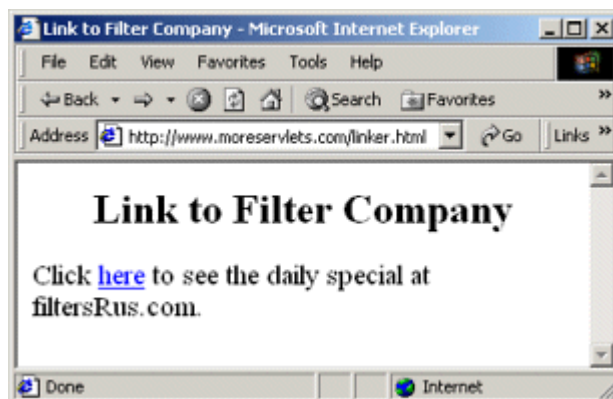 Link to Filter Company - Microsoft Internet Explorer
File Edit View Favorites Tools Help
Back Search Favorites »
Address http://www.moreservlets.com/linker.html Go Links »
Link to Filter Company
Click here to see the daily special at
filtersRus.com.
Done Internet